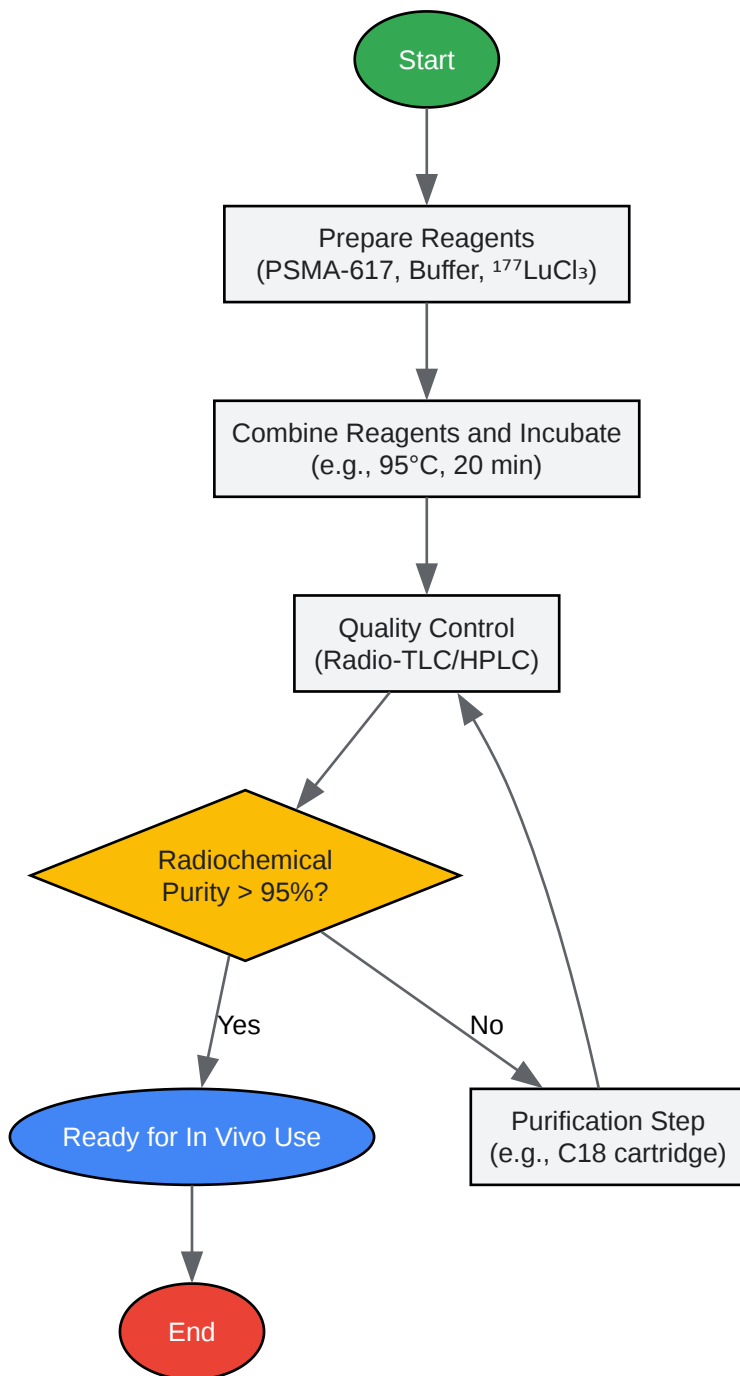 Start
Prepare Reagents
(PSMA-617, Buffer, ¹⁷⁷LuCl₃)
Combine Reagents and Incubate
(e.g., 95°C, 20 min)
Quality Control
(Radio-TLC/HPLC)
Radiochemical
Purity > 95%?
Yes
No
Ready for In Vivo Use
Purification Step
(e.g., C18 cartridge)
End